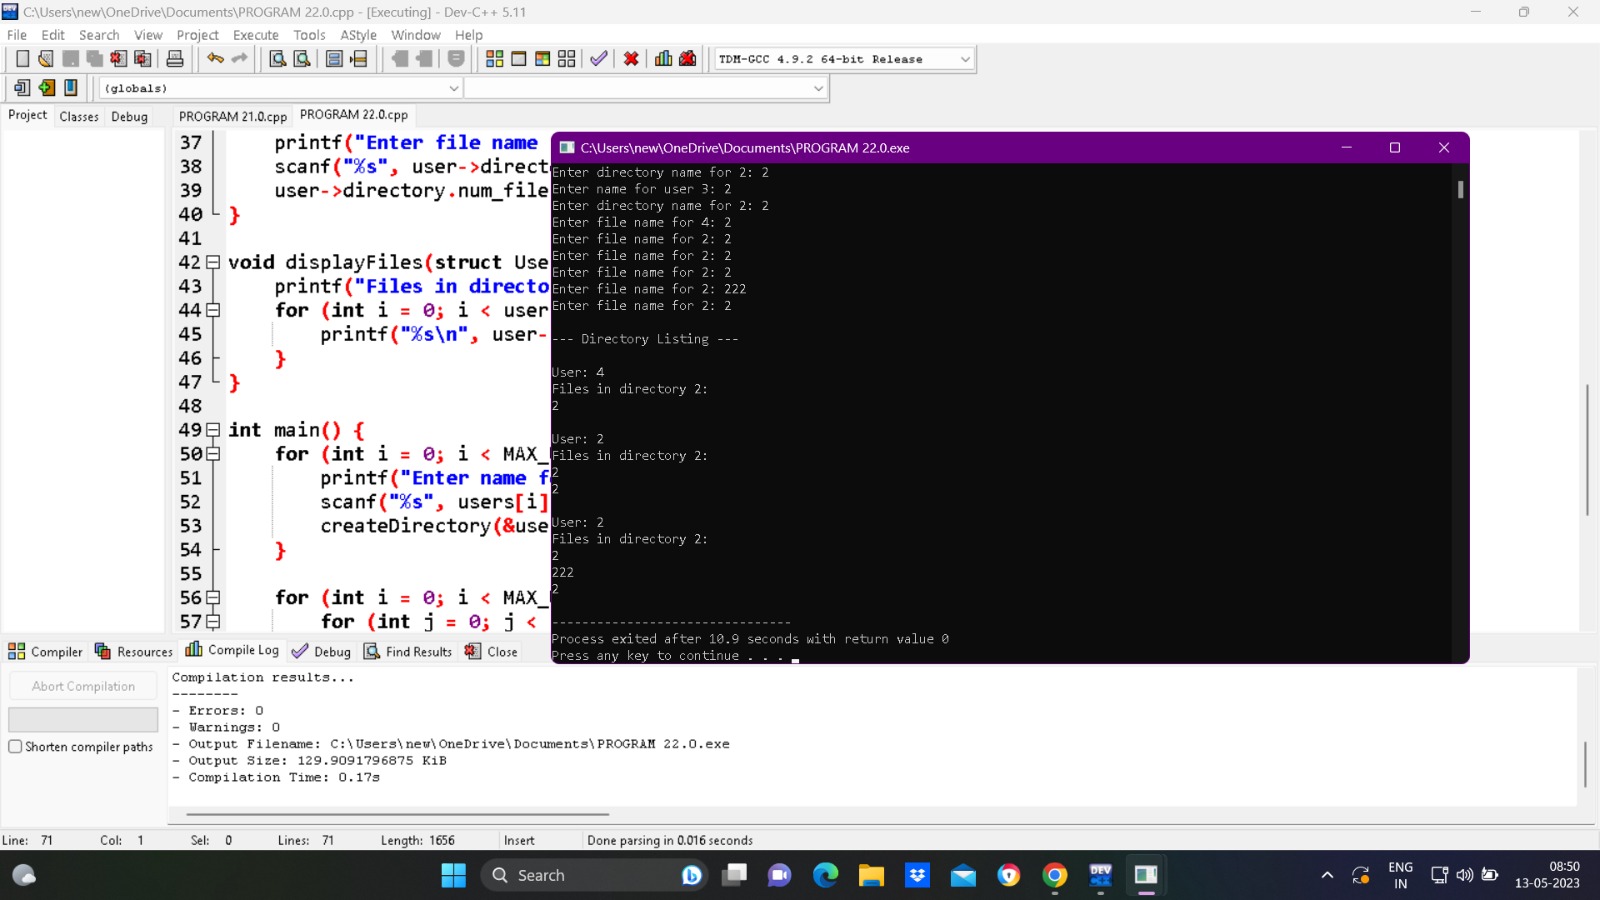 C:\Users\new\OneDrive\Documents\PROGRAM 22.0.cpp - [Executing] - Dev-C++ 5.11
File Edit Search View Project Execute Tools AStyle Window Help
TDM-GCC 4.9.2 64-bit Release
(globals)
Project Classes Debug
PROGRAM 21.0.cpp PROGRAM 22.0.cpp
37 printf("Enter file name
38 scanf("%s", user->direct
39 user->directory.num_file
40 }
41
42 void displayFiles(struct Use
43 printf("Files in directo
44 for (int i = 0; i < user
45 printf("%s\n", user-
46 }
47 }
48
49 int main() {
50 for (int i = 0; i < MAX_
51 printf("Enter name f
52 scanf("%s", users[i]
53 createDirectory(&use
54 }
55
56 for (int i = 0; i < MAX_
57 for (int j = 0; j <
C:\Users\new\OneDrive\Documents\PROGRAM 22.0.exe
Enter directory name for 2: 2
Enter name for user 3: 2
Enter directory name for 2: 2
Enter file name for 4: 2
Enter file name for 2: 2
Enter file name for 2: 2
Enter file name for 2: 2
Enter file name for 2: 222
Enter file name for 2: 2
--- Directory Listing ---
User: 4
Files in directory 2:
2
User: 2
Files in directory 2:
2
2
User: 2
Files in directory 2:
2
222
2
--------------------------------
Process exited after 10.9 seconds with return value 0
Press any key to continue . . .
Compiler Resources Compile Log Debug Find Results Close
Abort Compilation
Shorten compiler paths
Compilation results...
--------
- Errors: 0
- Warnings: 0
- Output Filename: C:\Users\new\OneDrive\Documents\PROGRAM 22.0.exe
- Output Size: 129.9091796875 KiB
- Compilation Time: 0.17s
Line: 71 Col: 1 Sel: 0 Lines: 71 Length: 1656 Insert Done parsing in 0.016 seconds
Search
DEV
ENG
IN
08:50
13-05-2023